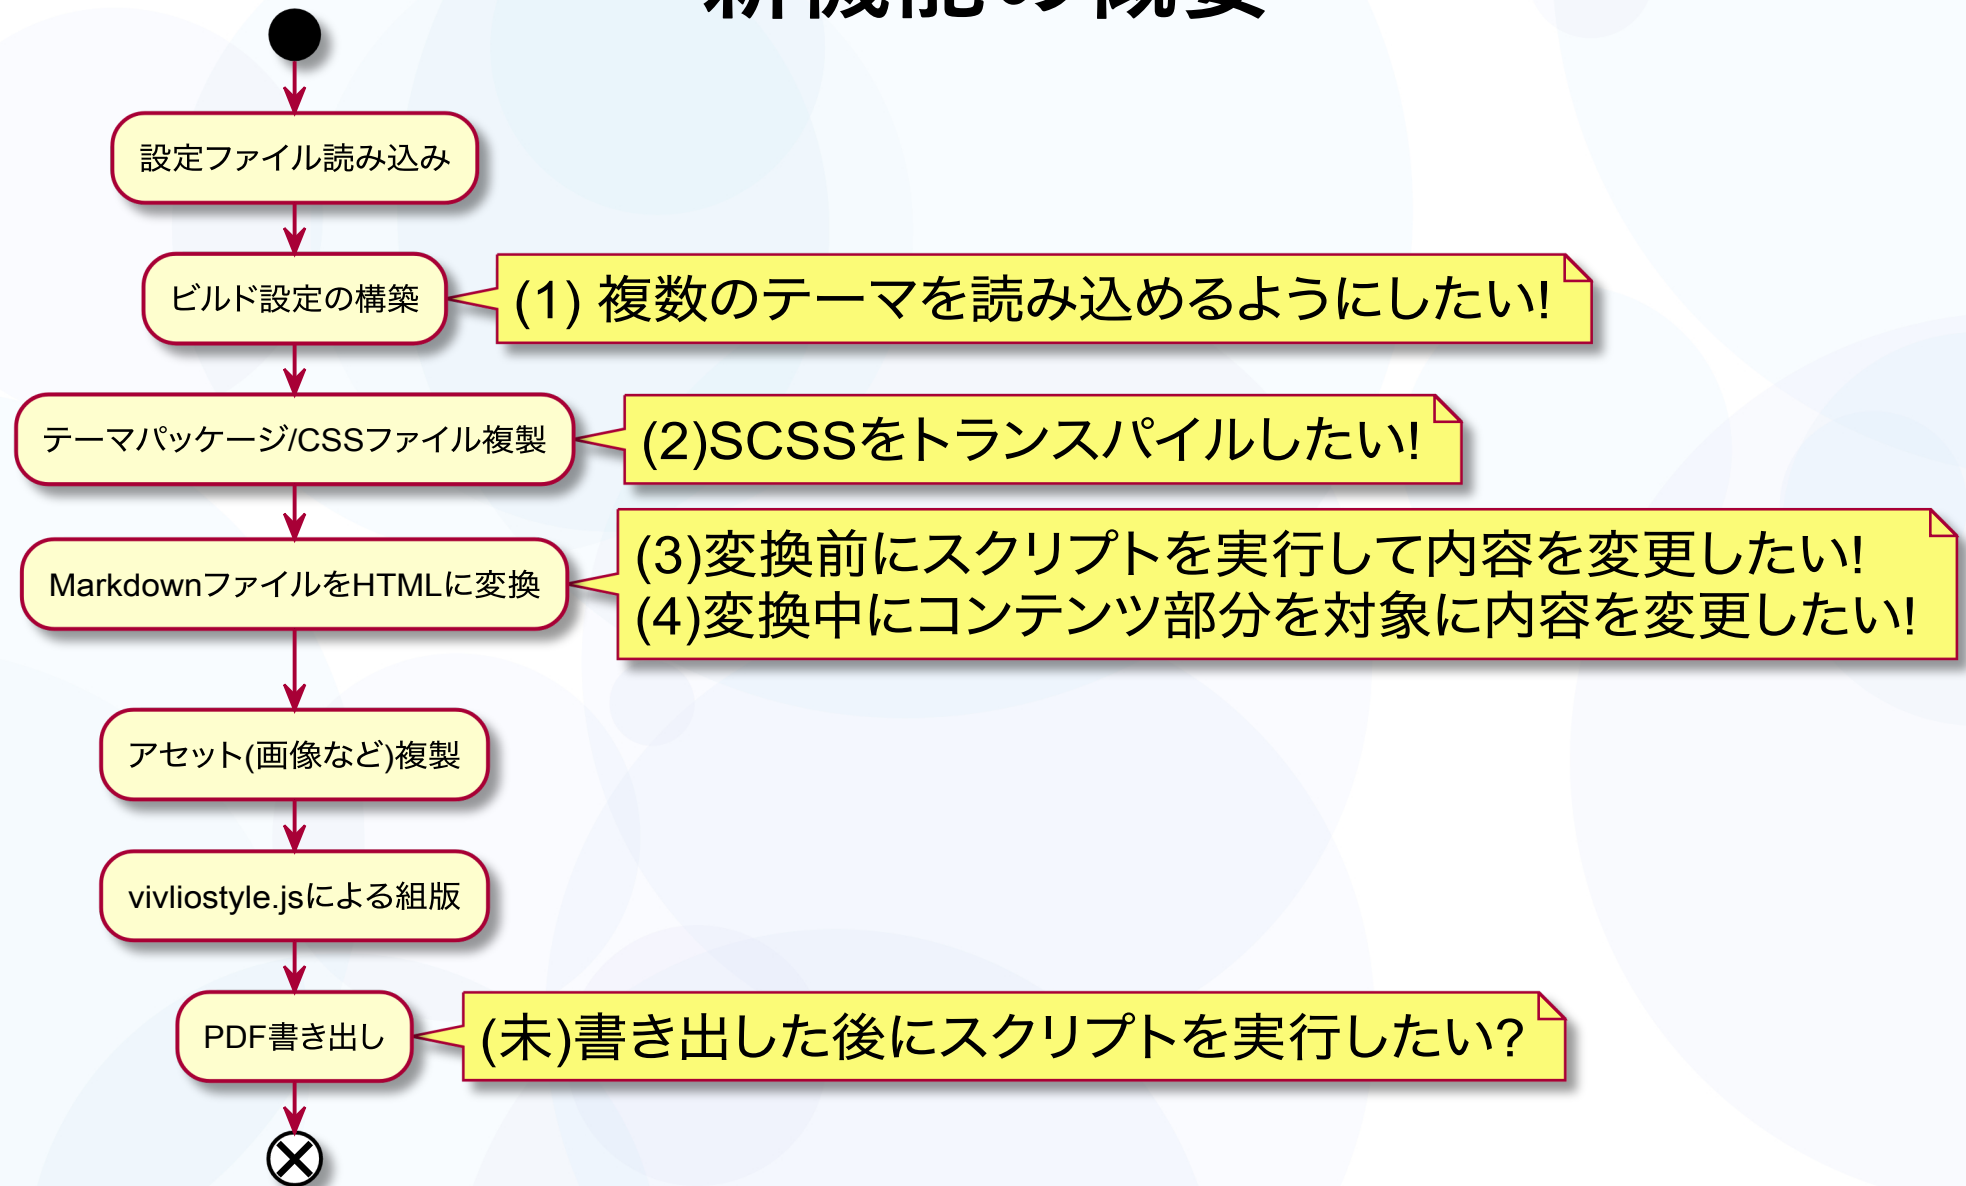 新機能の概要
設定ファイル読み込み
ビルド設定の構築
(1) 複数のテーマを読み込めるようにしたい!
テーマパッケージ/CSSファイル複製
(2)SCSSをトランスパイルしたい!
MarkdownファイルをHTMLに変換
(3)変換前にスクリプトを実行して内容を変更したい!
(4)変換中にコンテンツ部分を対象に内容を変更したい!
アセット(画像など)複製
vivliostyle.jsによる組版
PDF書き出し
(未)書き出した後にスクリプトを実行したい?